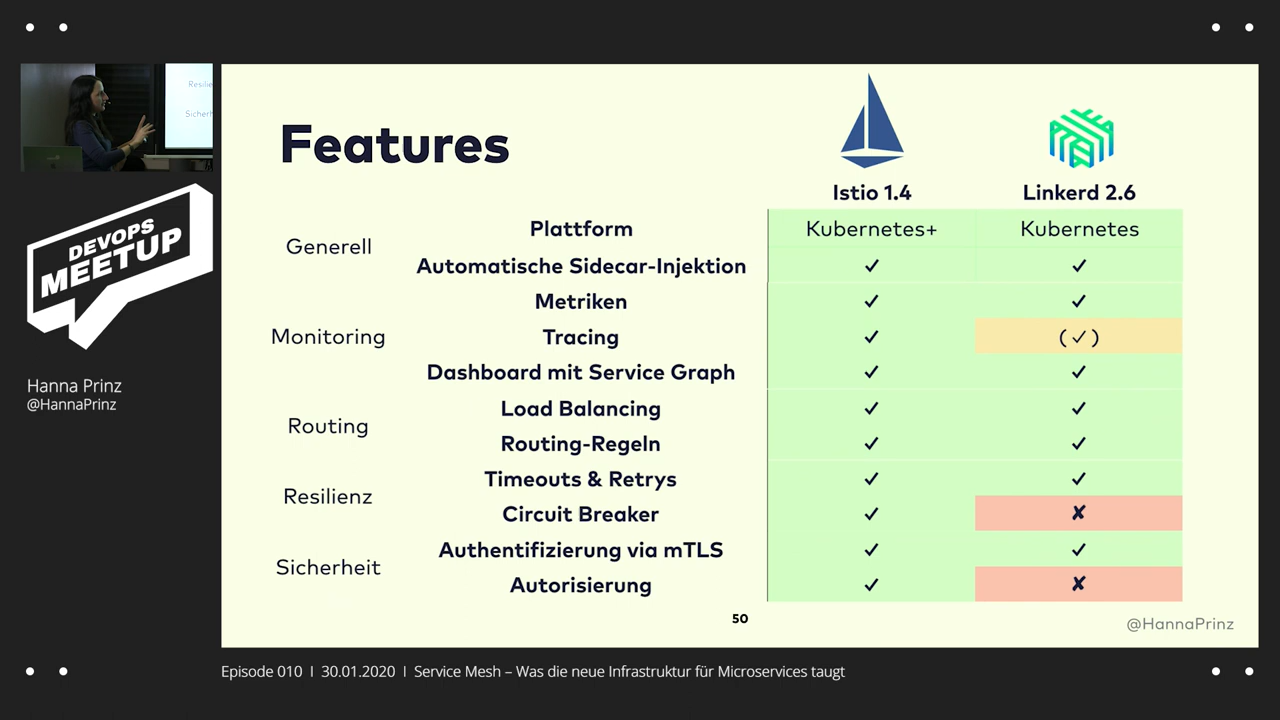 Resilie
Sicherh
DEVOPS
MEETUP
Hanna Prinz
@HannaPrinz
Features
Istio 1.4 Linkerd 2.6
Generell
Plattform Kubernetes+ Kubernetes
Automatische Sidecar-Injektion ✓ ✓
Monitoring
Metriken ✓ ✓
Tracing ✓ (✓)
Dashboard mit Service Graph ✓ ✓
Routing
Load Balancing ✓ ✓
Routing-Regeln ✓ ✓
Resilienz
Timeouts & Retrys ✓ ✓
Circuit Breaker ✓ ✘
Sicherheit
Authentifizierung via mTLS ✓ ✓
Autorisierung ✓ ✘
50
@HannaPrinz
Episode 010 I 30.01.2020 I Service Mesh – Was die neue Infrastruktur für Microservices taugt